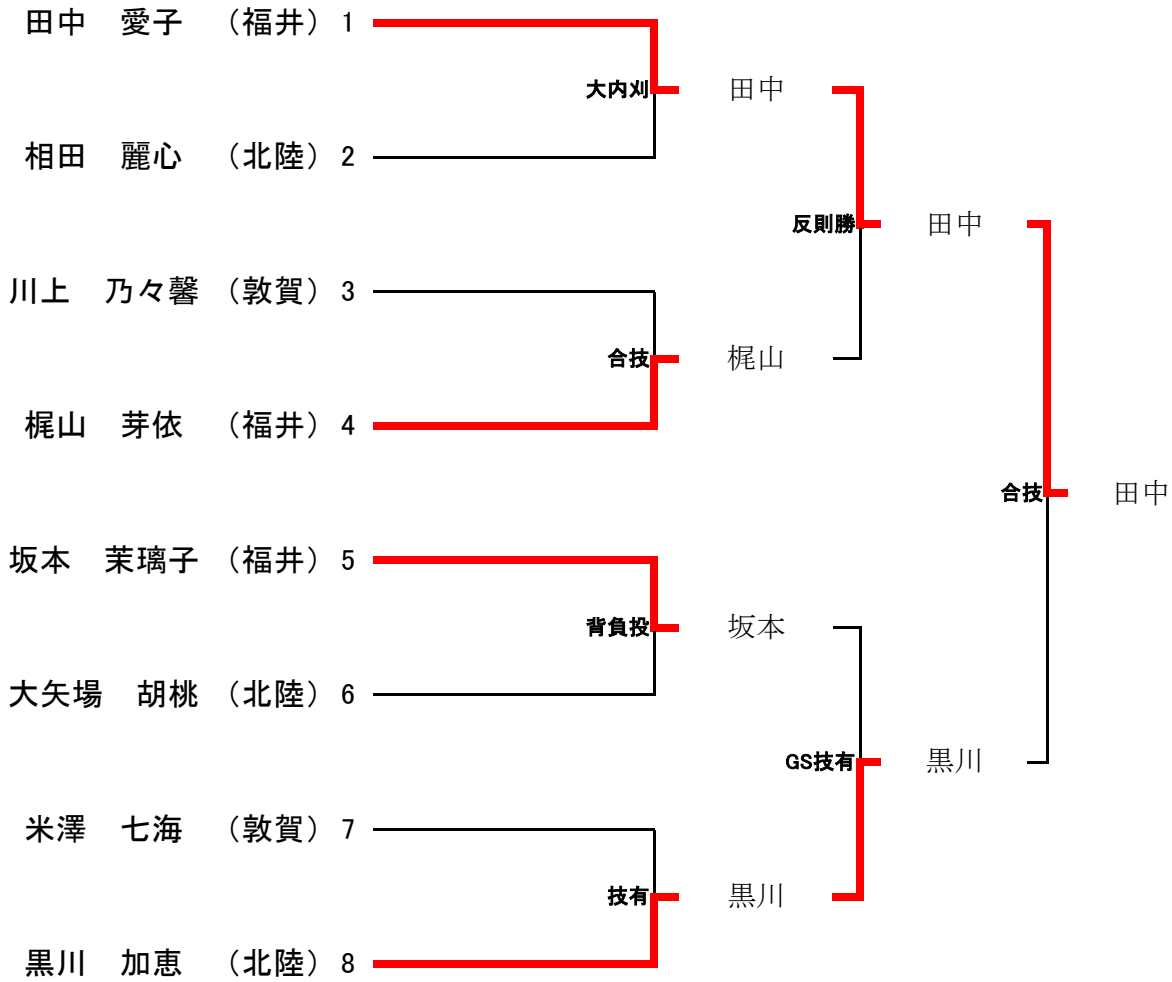 田中　愛子　（福井） 1
大内刈　田中
相田　麗心　（北陸） 2
反則勝　田中
川上　乃々馨　（敦賀） 3
合技　梶山
梶山　芽依　（福井） 4
合技　田中
坂本　茉璃子　（福井） 5
背負投　坂本
大矢場　胡桃　（北陸） 6
GS技有　黒川
米澤　七海　（敦賀） 7
技有　黒川
黒川　加恵　（北陸） 8